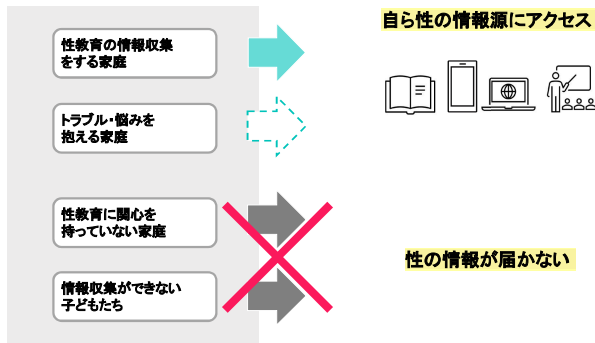 自ら性の情報源にアクセス
性教育の情報収集
をする家庭
トラブル・悩みを
抱える家庭
性教育に関心を
持っていない家庭
性の情報が届かない
情報収集ができない
子どもたち